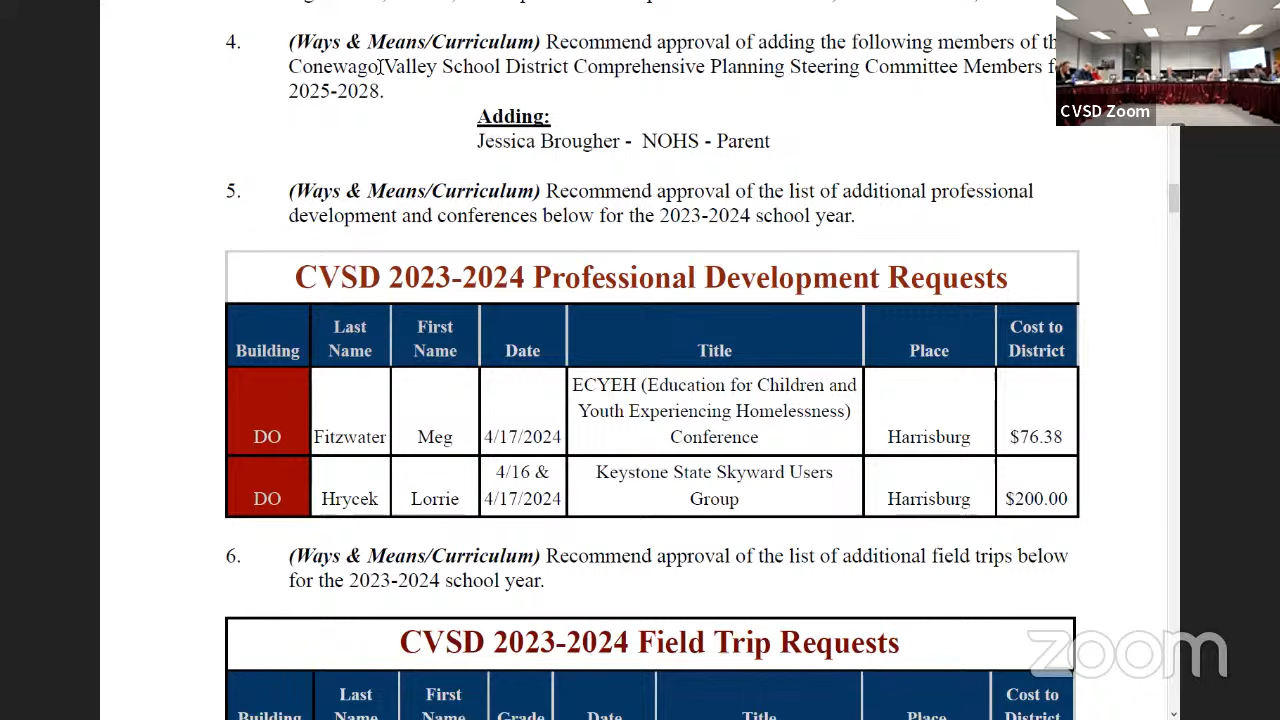 4. (Ways & Means/Curriculum) Recommend approval of adding the following members of
Conewago Valley School District Comprehensive Planning Steering Committee Members
2025-2028.
Adding:
Jessica Brougher - NOHS - Parent
CVSD Zoom
5. (Ways & Means/Curriculum) Recommend approval of the list of additional professional
development and conferences below for the 2023-2024 school year.
CVSD 2023-2024 Professional Development Requests
Building Last Name First Name Date Title Place Cost to District
DO Fitzwater Meg 4/17/2024 ECYEH (Education for Children and Youth Experiencing Homelessness) Conference Harrisburg $76.38
DO Hrycek Lorrie 4/16 & 4/17/2024 Keystone State Skyward Users Group Harrisburg $200.00
6. (Ways & Means/Curriculum) Recommend approval of the list of additional field trips below
for the 2023-2024 school year.
CVSD 2023-2024 Field Trip Requests
zoom
Building Last Name First Name Grade Date Title Place Cost to District